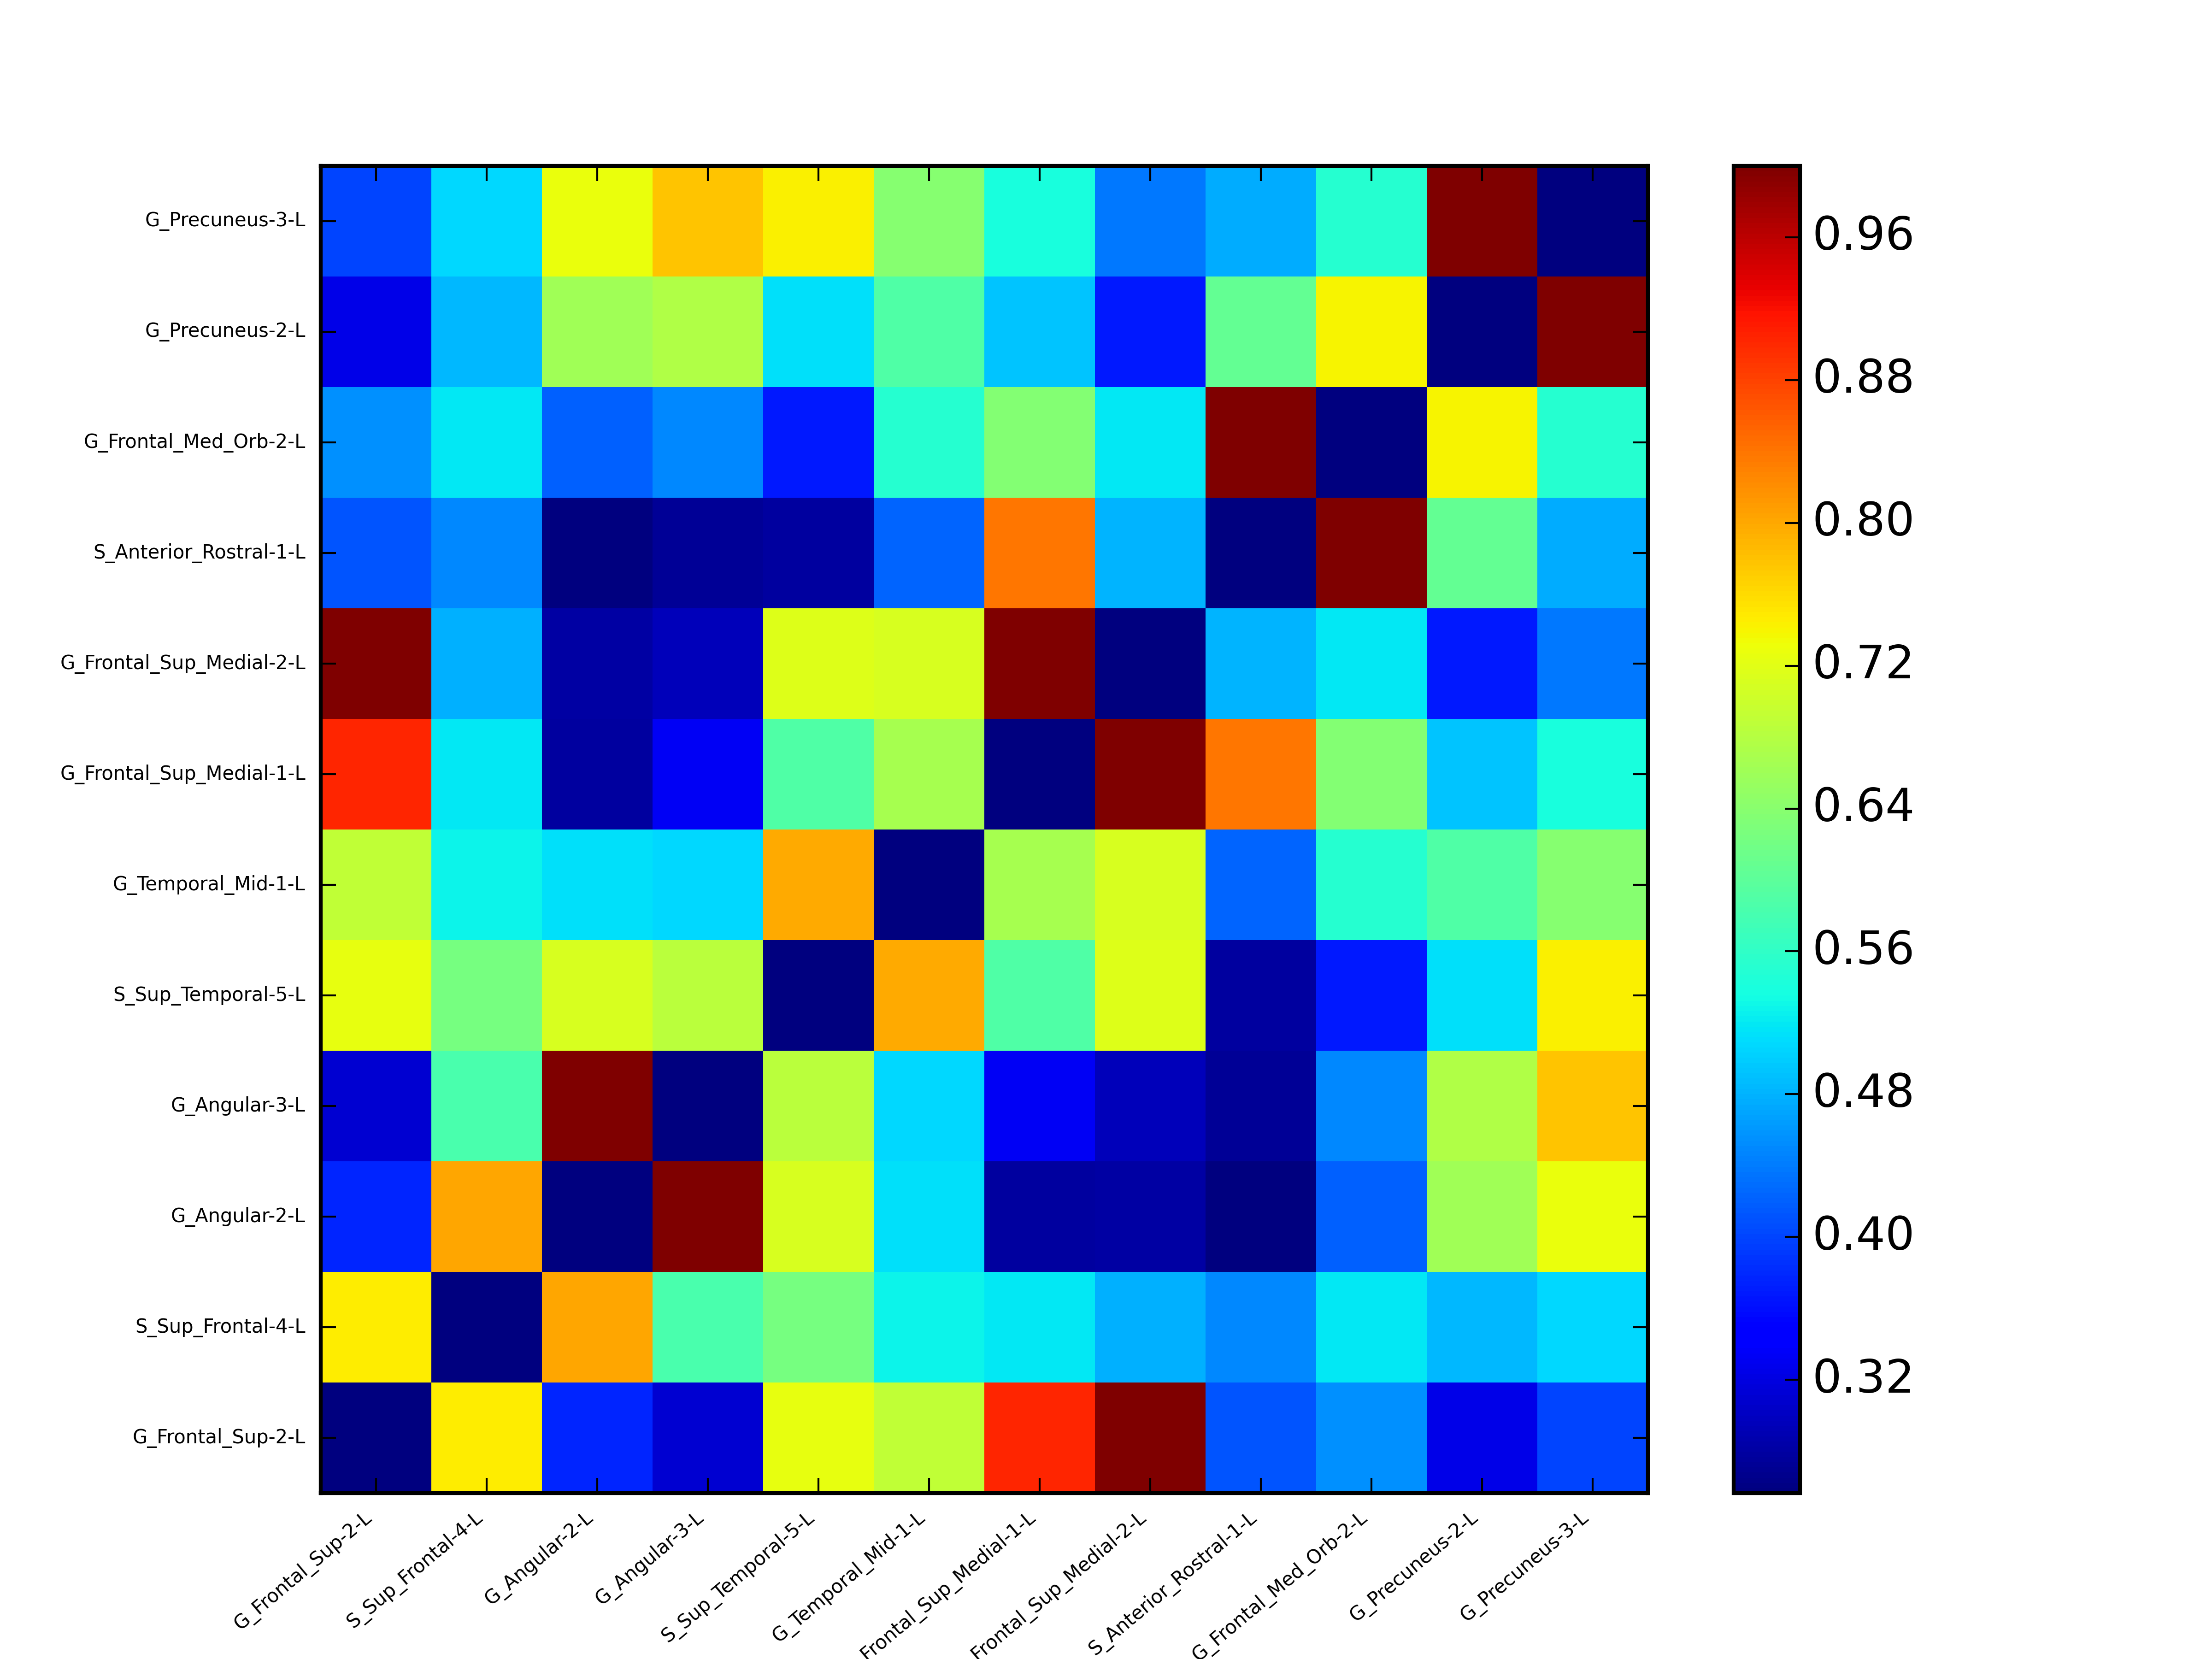 G_Precuneus-3-L
G_Precuneus-2-L
G_Frontal_Med_Orb-2-L
S_Anterior_Rostral-1-L
G_Frontal_Sup_Medial-2-L
G_Frontal_Sup_Medial-1-L
G_Temporal_Mid-1-L
S_Sup_Temporal-5-L
G_Angular-3-L
G_Angular-2-L
S_Sup_Frontal-4-L
G_Frontal_Sup-2-L
G_Frontal_Sup-2-L
S_Sup_Frontal-4-L
G_Angular-2-L
G_Angular-3-L
S_Sup_Temporal-5-L
G_Temporal_Mid-1-L
Frontal_Sup_Medial-1-L
Frontal_Sup_Medial-2-L
S_Anterior_Rostral-1-L
G_Frontal_Med_Orb-2-L
G_Precuneus-2-L
G_Precuneus-3-L
0.96
0.88
0.80
0.72
0.64
0.56
0.48
0.40
0.32